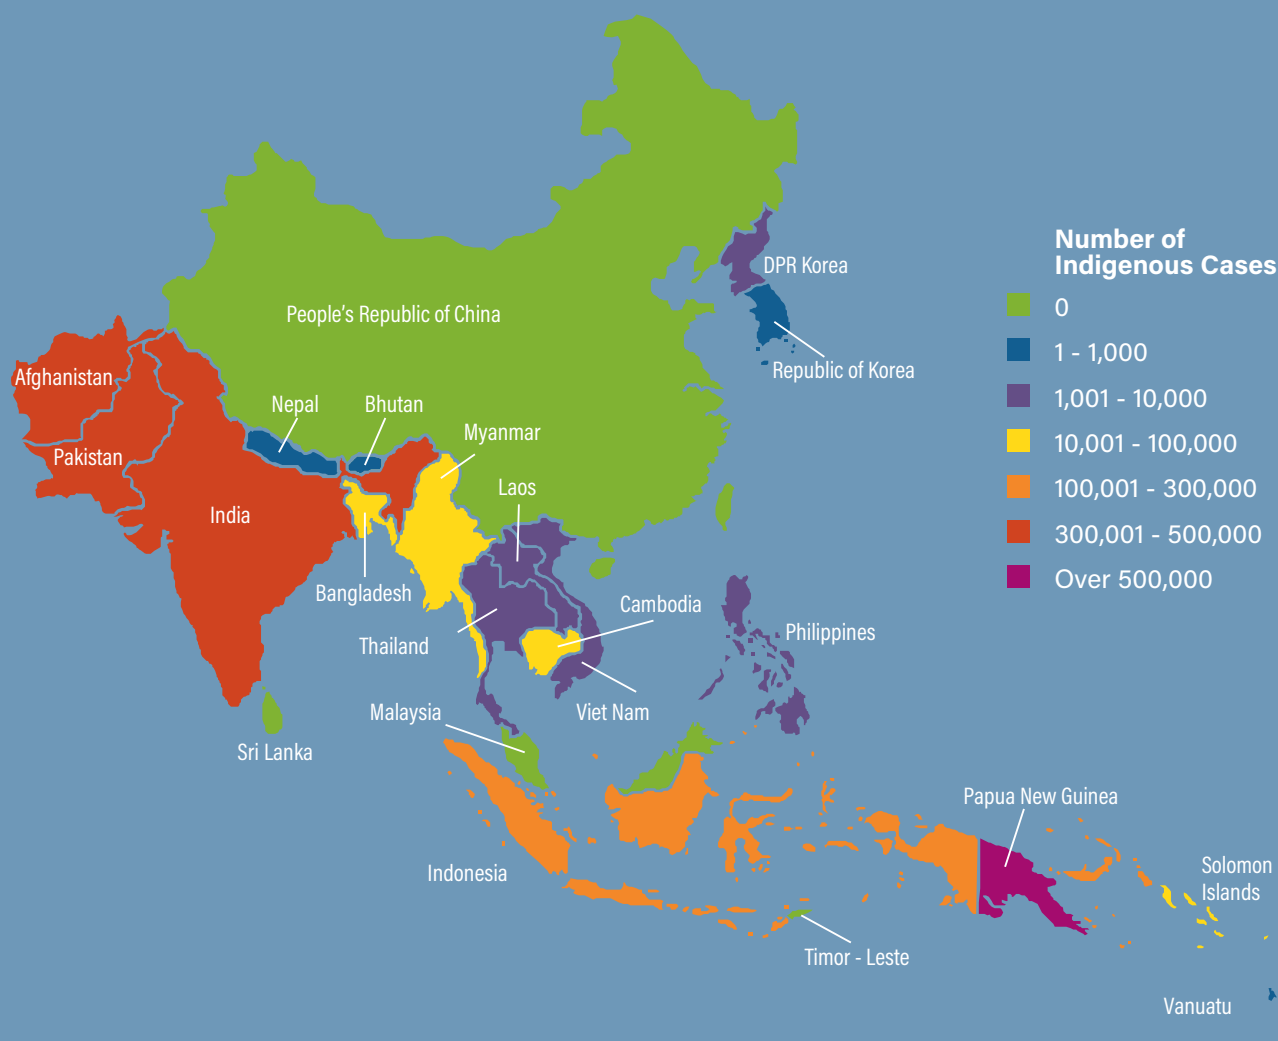 Number of
Indigenous Cases
0
1 - 1,000
1,001 - 10,000
10,001 - 100,000
100,001 - 300,000
300,001 - 500,000
Over 500,000
DPR Korea
People's Republic of China
Republic of Korea
Afghanistan
Nepal
Bhutan
Myanmar
Pakistan
Laos
India
Bangladesh
Cambodia
Thailand
Philippines
Malaysia
Viet Nam
Sri Lanka
Papua New Guinea
Indonesia
Solomon
Islands
Timor - Leste
Vanuatu